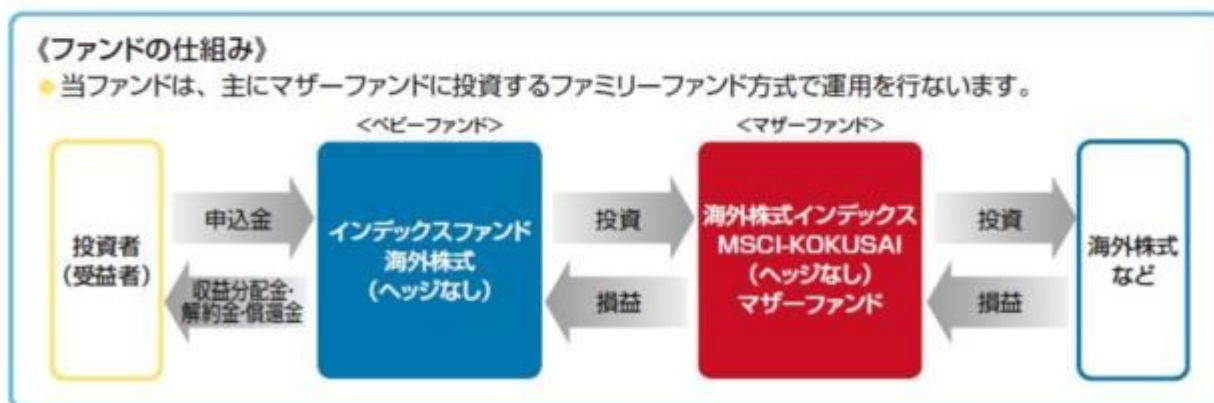 《ファンドの仕組み》
● 当ファンドは、主にマザーファンドに投資するファミリーファンド方式で運用を行ないます。
<ベビーファンド>
<マザーファンド>
投資者
(受益者)
申込金
収益分配金・
解約金・償還金
インデックスファンド
海外株式
(ヘッジなし)
投資
損益
海外株式インデックス
MSCI-KOKUSAI
(ヘッジなし)
マザーファンド
投資
損益
海外株式
など